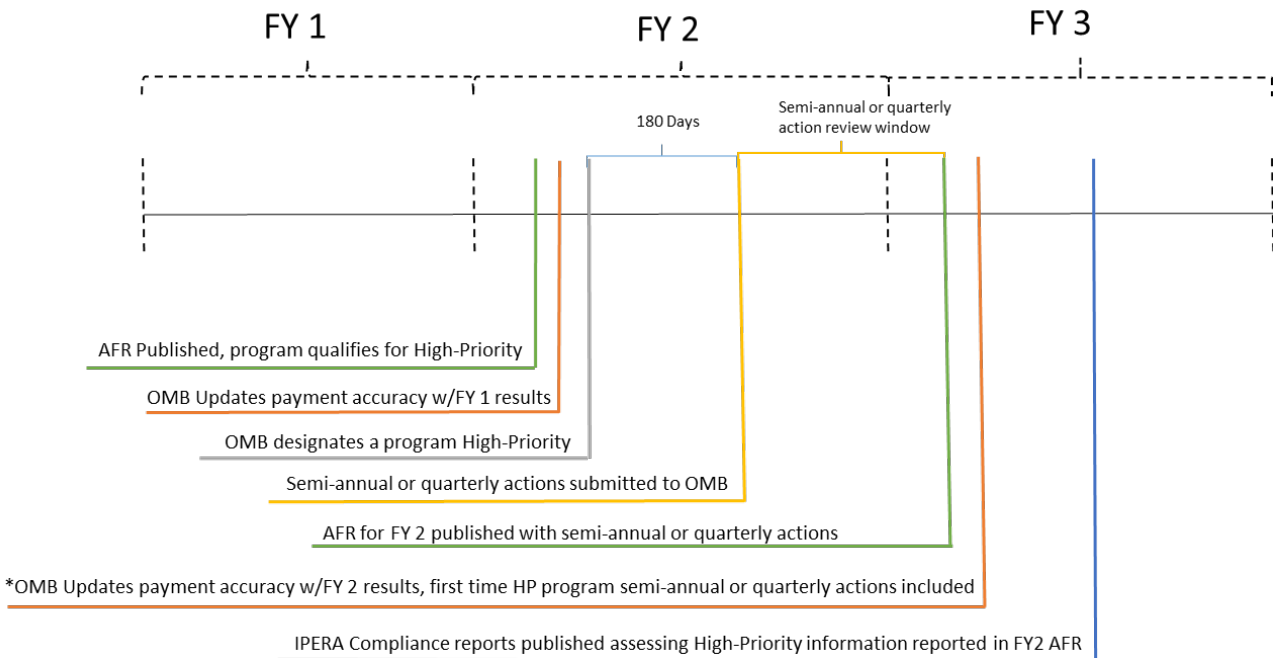 FY 1
FY 2
FY 3
180 Days
Semi-annual or quarterly
action review window
AFR Published, program qualifies for High-Priority
OMB Updates payment accuracy w/FY 1 results
OMB designates a program High-Priority
Semi-annual or quarterly actions submitted to OMB
AFR for FY 2 published with semi-annual or quarterly actions
*OMB Updates payment accuracy w/FY 2 results, first time HP program semi-annual or quarterly actions included
IPERA Compliance reports published assessing High-Priority information reported in FY2 AFR